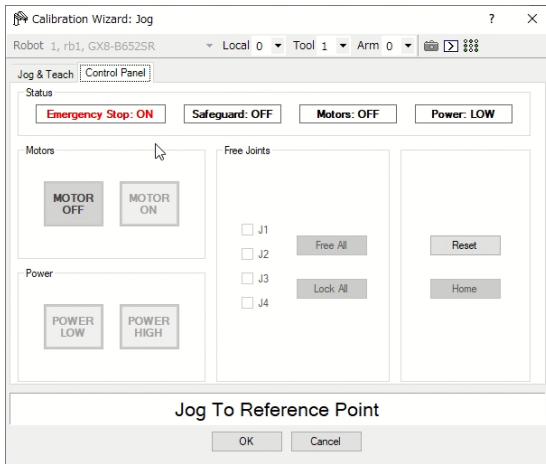 Calibration Wizard: Jog
Robot 1, rb1, GX8-B652SR Local 0 Tool 1 Arm 0
Jog & Teach Control Panel
Status
Emergency Stop: ON Safeguard: OFF Motors: OFF Power: LOW
Motors
MOTOR OFF
MOTOR ON
Power
POWER LOW
POWER HIGH
Free Joints
J1
J2
J3
J4
Free All
Lock All
Reset
Home
Jog To Reference Point
OK Cancel